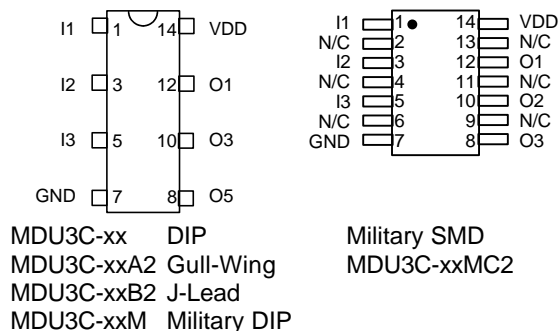 I1 1 14 VDD
I2 3 12 O1
I3 5 10 O3
GND 7 8 O5
I1 1 14 VDD
N/C 2 13 N/C
I2 3 12 O1
N/C 4 11 N/C
I3 5 10 O2
N/C 6 9 N/C
GND 7 8 O3
MDU3C-xx DIP
MDU3C-xxA2 Gull-Wing
MDU3C-xxB2 J-Lead
MDU3C-xxM Military DIP
Military SMD
MDU3C-xxMC2